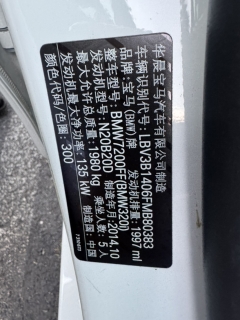 华晨宝马汽车有限公司制造
车辆识别代号: LBV3B1406FMB80383
品牌: 宝马 (BMW) 牌 发动机排量: 1997 ml
整车型号: BMW7200FF(BMW320i)
发动机型号: N20B20D 制造年月: 2014.10
最大允许总质量: 1960 kg 乘坐人数: 5 人
发动机最大净功率: 135 kW 中国制造
颜色代码/色图: 300